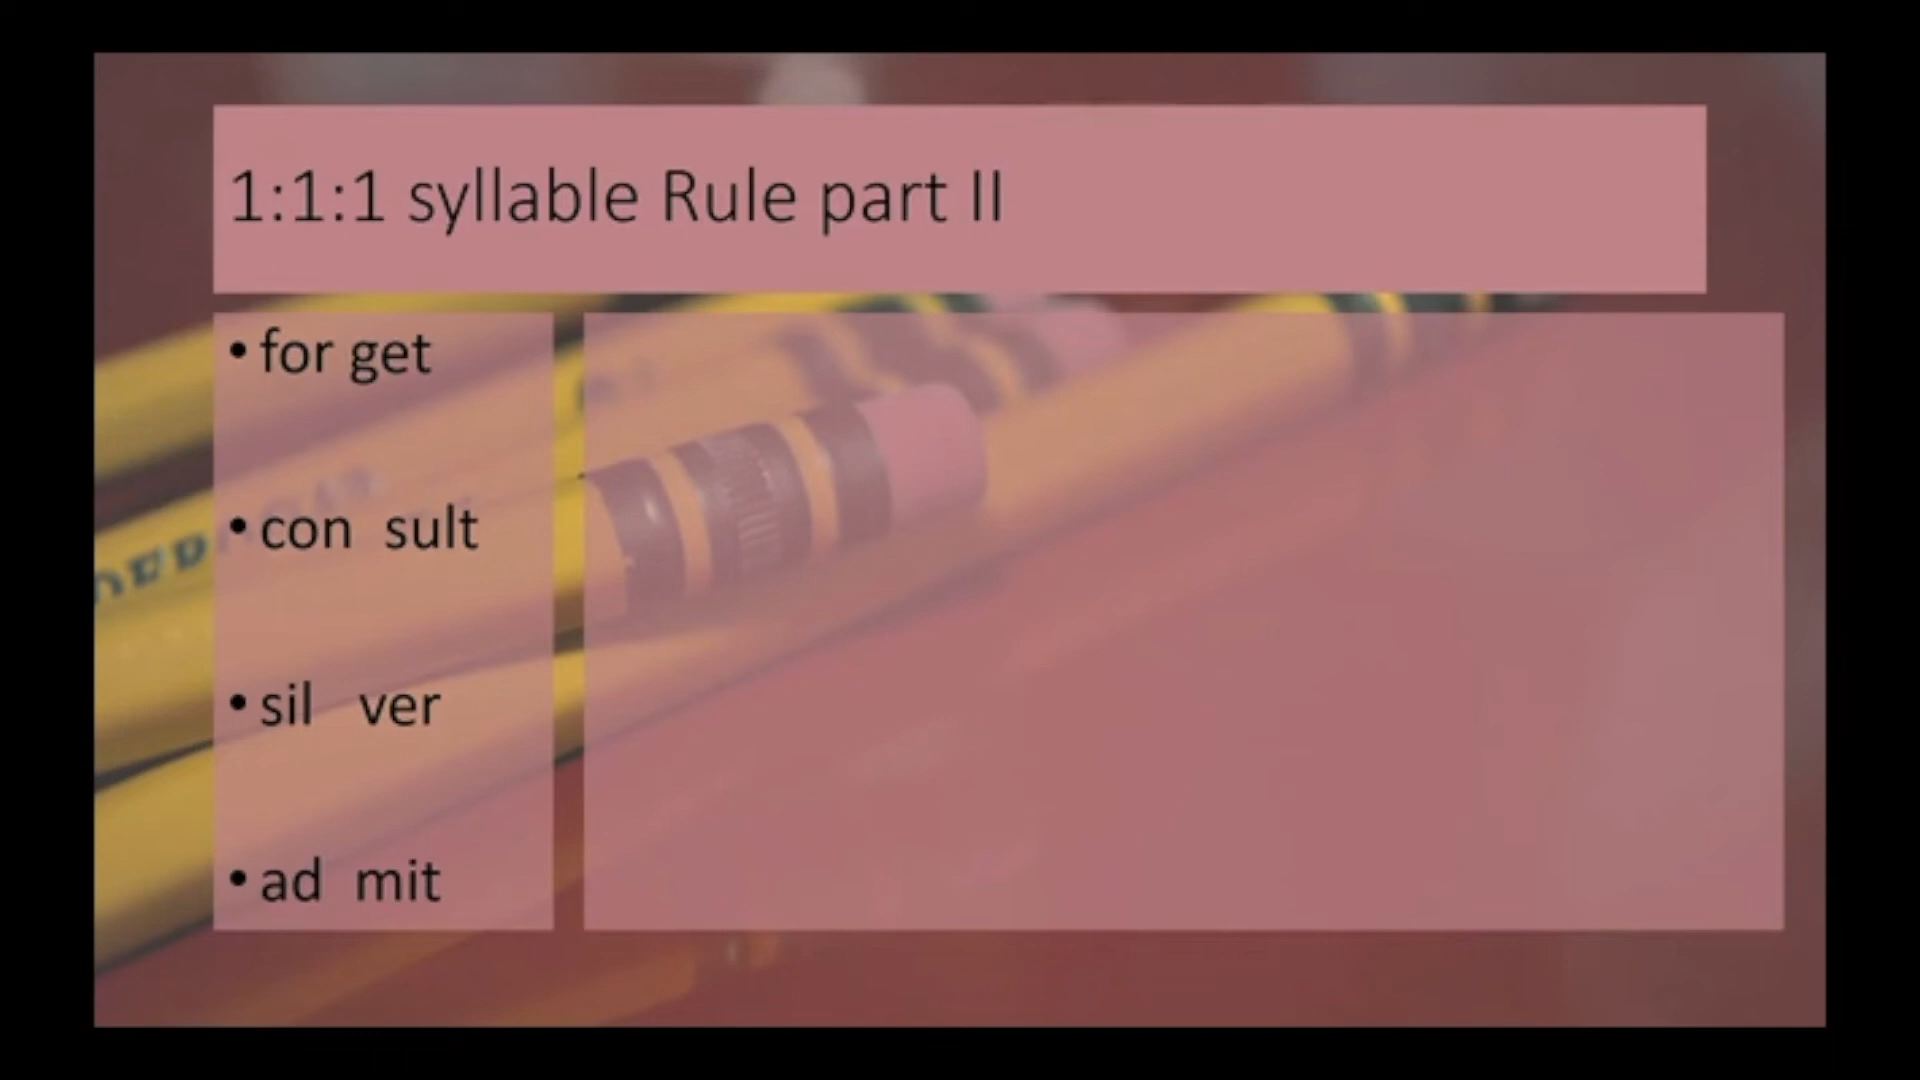 1:1:1 syllable Rule part II
• for get
• con  sult
• sil   ver
• ad  mit